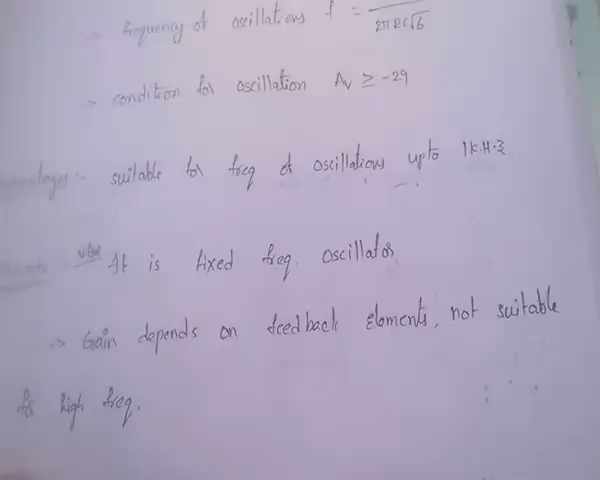 → frequency of oscillations f = 1/2πRC√6
→ condition for oscillation Av ≥ -29
suitable for freq of oscillations upto 1K.Hz
It is fixed freq. oscillator
→ Gain depends on feedback elements, not suitable
for high freq.